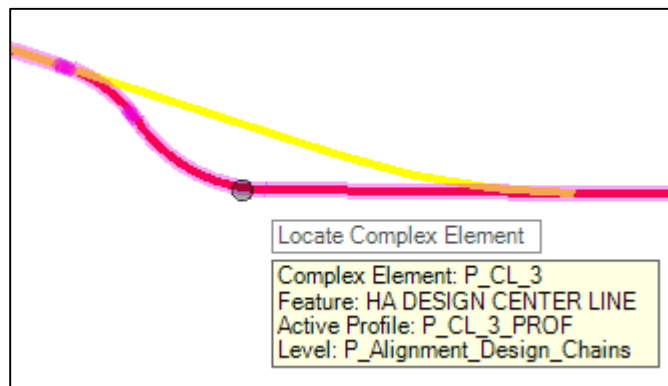 Locate Complex Element
Complex Element: P_CL_3
Feature: HA DESIGN CENTER LINE
Active Profile: P_CL_3_PROF
Level: P_Alignment_Design_Chains